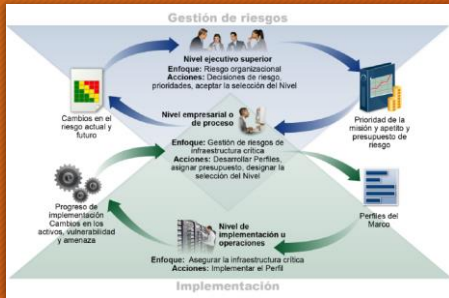 Gestión de riesgos
Nivel ejecutivo superior
Enfoque: Riesgo organizacional
Acciones: Decisiones de riesgo,
prioridades, aceptar la selección del Nivel
Cambios en el
riesgo actual y
futuro
Nivel empresarial o
de proceso
Prioridad de la
misión y apetito y
presupuesto de
riesgo
Enfoque: Gestión de riesgos de
infraestructura crítica
Acciones: Desarrollar Perfiles,
asignar presupuesto, designar la
selección del Nivel
Progreso de
implementación
Cambios en los
activos, vulnerabilidad
y amenaza
Perfiles del
Marco
Nivel de
implementación u
operaciones
Enfoque: Asegurar la infraestructura crítica
Acciones: Implementar el Perfil
Implementación